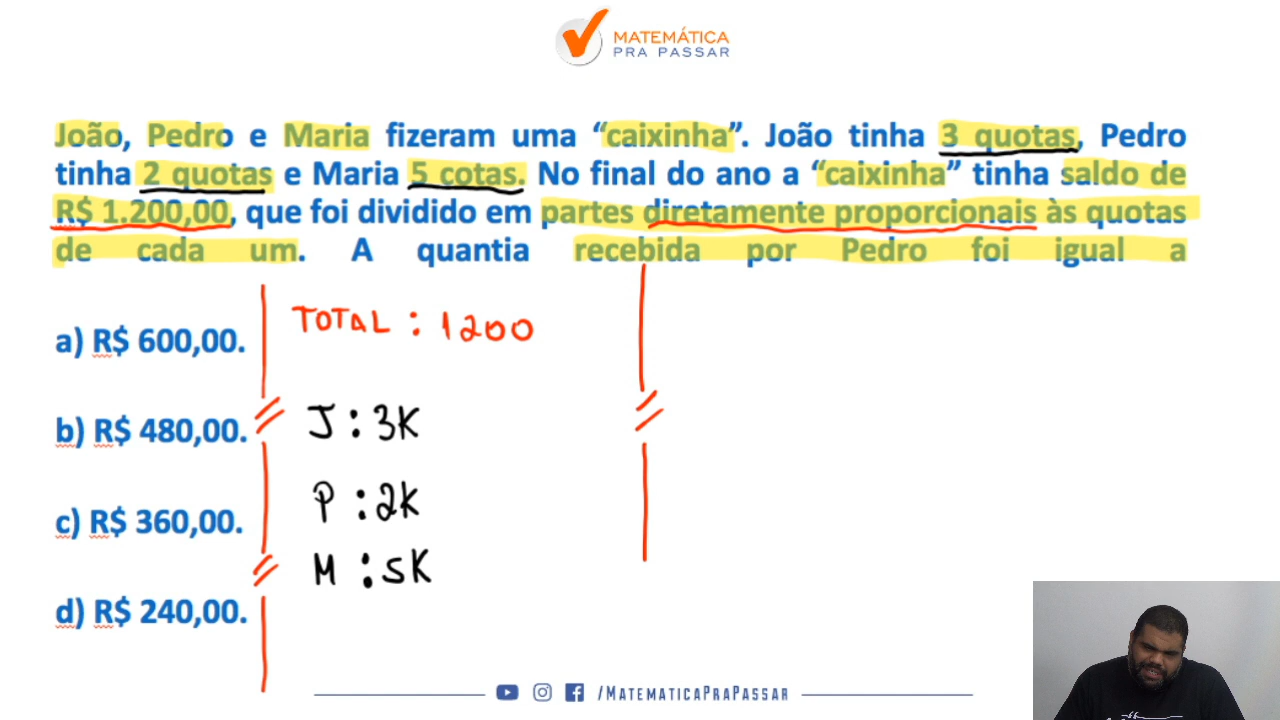 MATEMÁTICA
PRA PASSAR
João, Pedro e Maria fizeram uma “caixinha”. João tinha 3 quotas, Pedro
tinha 2 quotas e Maria 5 cotas. No final do ano a “caixinha” tinha saldo de
R$ 1.200,00, que foi dividido em partes diretamente proporcionais às quotas
de cada um. A quantia recebida por Pedro foi igual a
a) R$ 600,00.
b) R$ 480,00.
c) R$ 360,00.
d) R$ 240,00.
TOTAL : 1200
J : 3K
P : 2K
M : 5K
/MATEMATICAPRAPASSAR